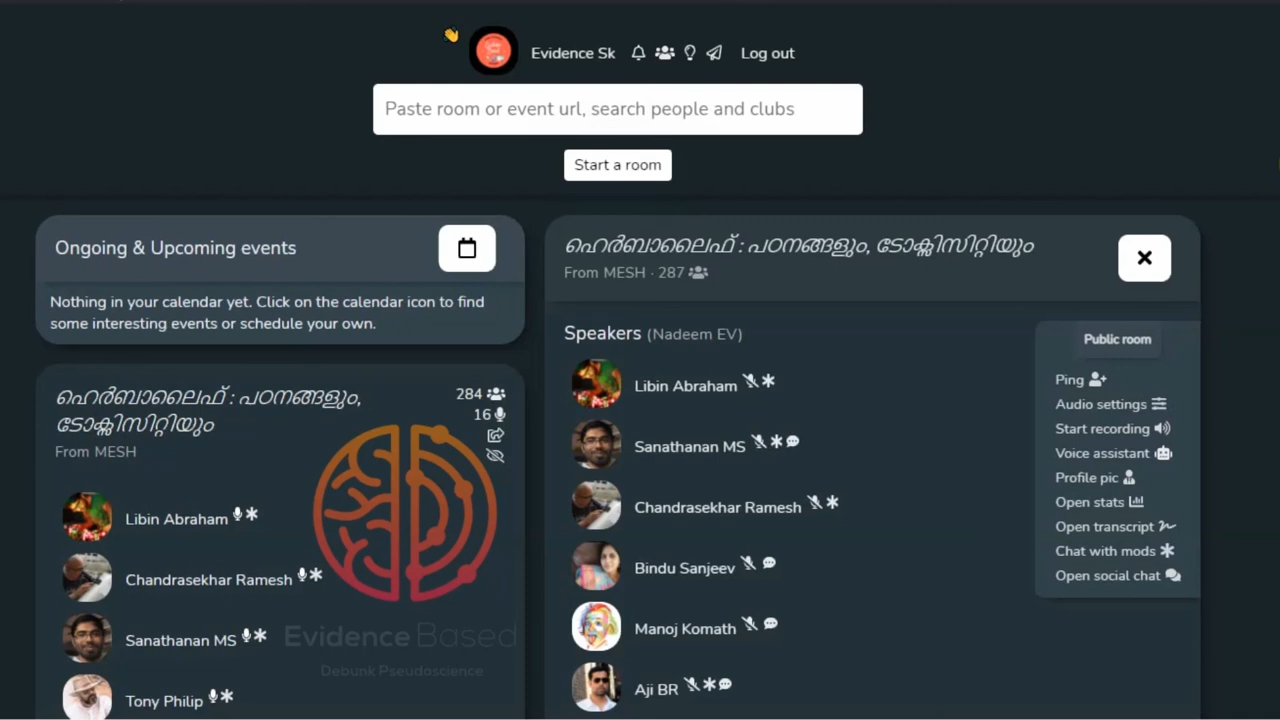 Evidence Sk
Log out
Paste room or event url, search people and clubs
Start a room
Ongoing & Upcoming events
Nothing in your calendar yet. Click on the calendar icon to find
some interesting events or schedule your own.
ഹെർബാലൈഫ് : പഠനങ്ങളും,
ടോക്സിസിറ്റിയും
From MESH
284
16
Libin Abraham
Chandrasekhar Ramesh
Sanathanan MS
Tony Philip
Evidence Based
Debunk Pseudoscience
ഹെർബാലൈഫ് : പഠനങ്ങളും, ടോക്സിസിറ്റിയും
From MESH · 287
Speakers (Nadeem EV)
Libin Abraham
Sanathanan MS
Chandrasekhar Ramesh
Bindu Sanjeev
Manoj Komath
Aji BR
Public room
Ping
Audio settings
Start recording
Voice assistant
Profile pic
Open stats
Open transcript
Chat with mods
Open social chat